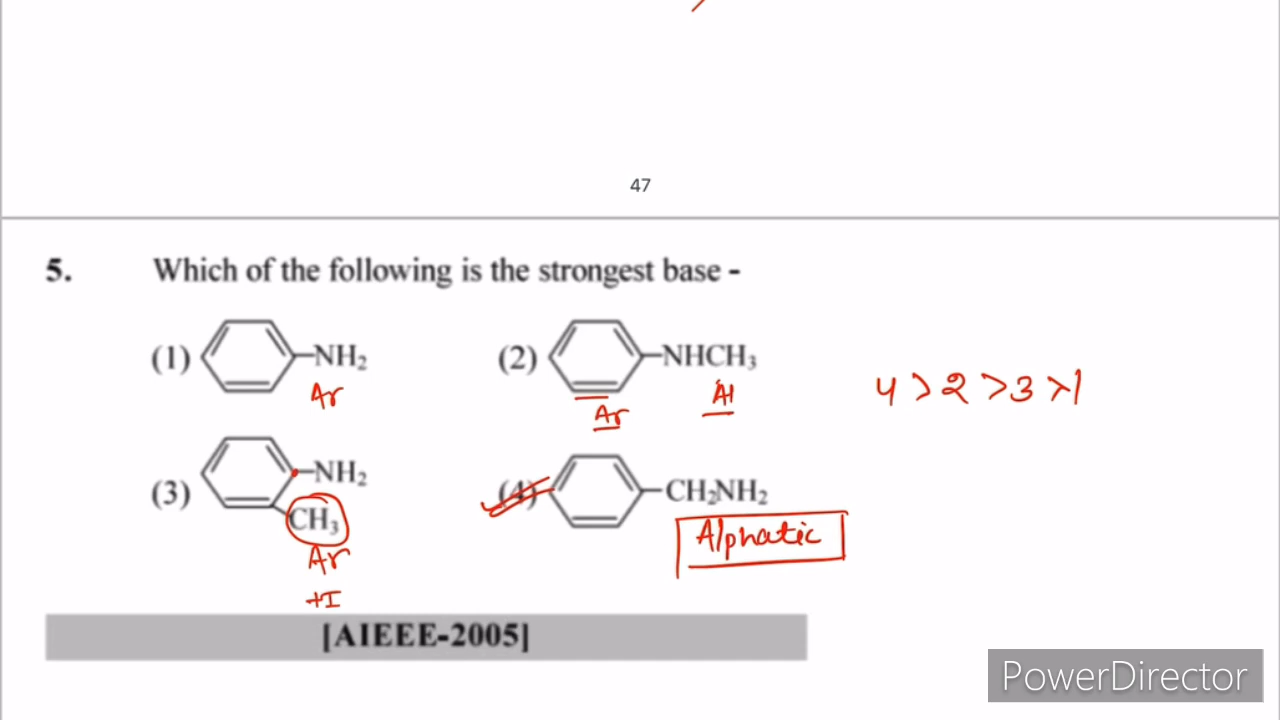 47
5. Which of the following is the strongest base -
(1) -NH₂ (2) -NHCH₃
Ar Ar Al
4 > 2 > 3 > 1
(3) -NH₂ (4) -CH₂NH₂
CH₃ Alphatic
Ar
+I
[AIEEE-2005]
PowerDirector